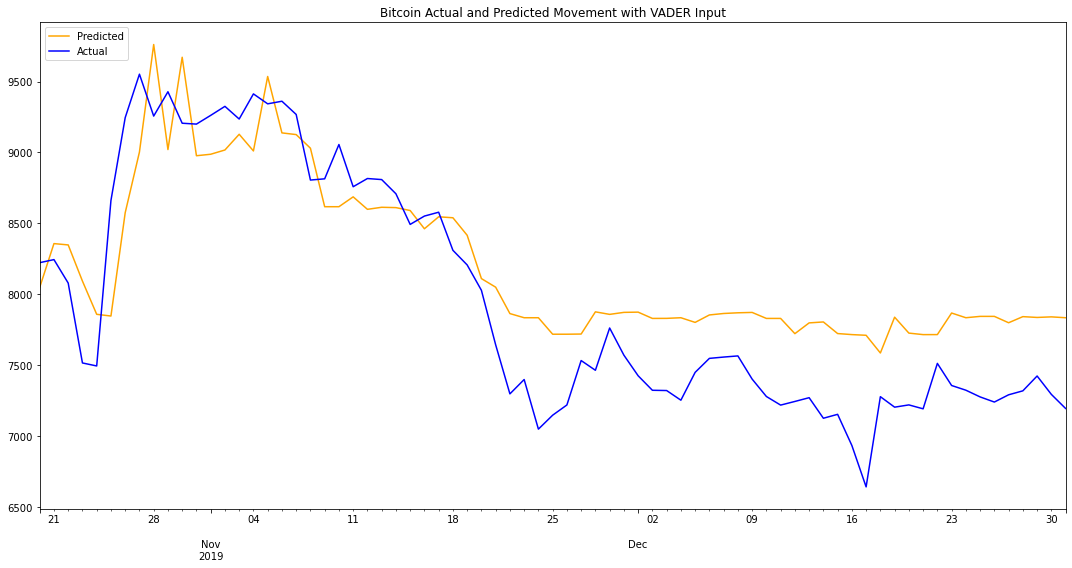 Bitcoin Actual and Predicted Movement with VADER Input
Predicted
Actual
9500
9000
8500
8000
7500
7000
6500
21 28 04 11 18 25 02 09 16 23 30
Nov Dec
2019